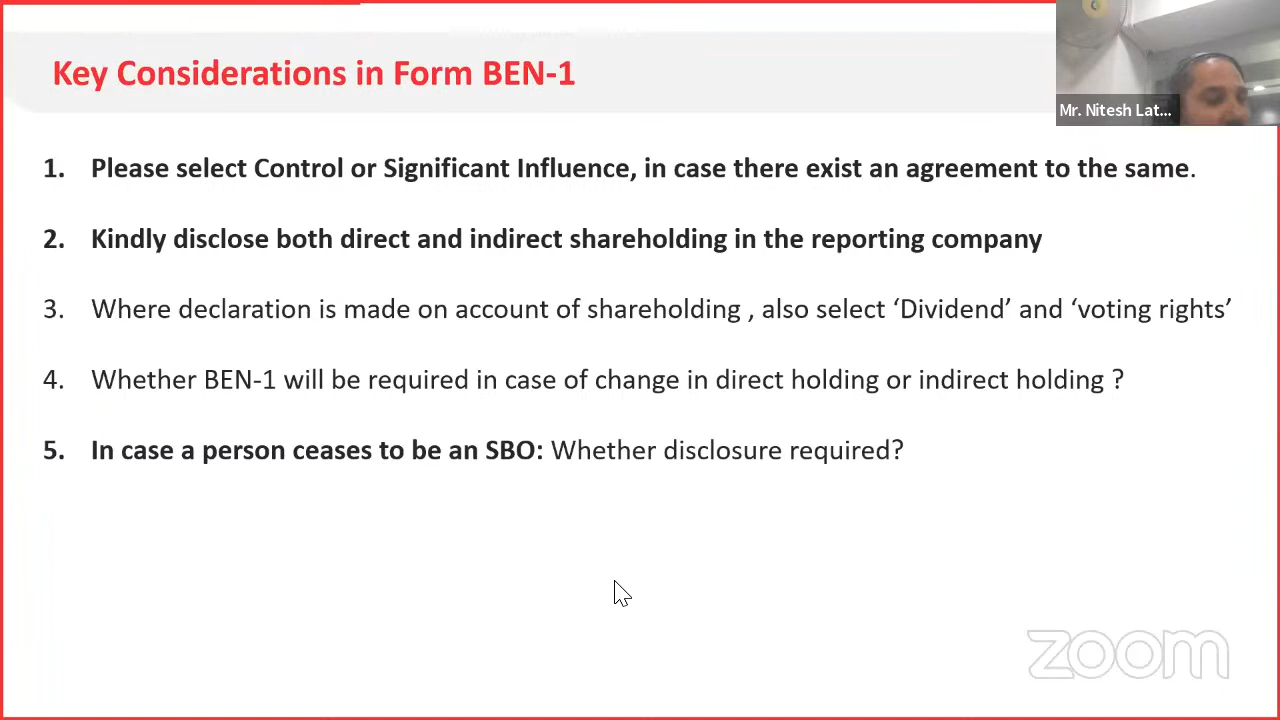 Key Considerations in Form BEN-1
Mr. Nitesh Lat...
1. Please select Control or Significant Influence, in case there exist an agreement to the same.
2. Kindly disclose both direct and indirect shareholding in the reporting company
3. Where declaration is made on account of shareholding , also select ‘Dividend’ and ‘voting rights’
4. Whether BEN-1 will be required in case of change in direct holding or indirect holding ?
5. In case a person ceases to be an SBO: Whether disclosure required?
zoom